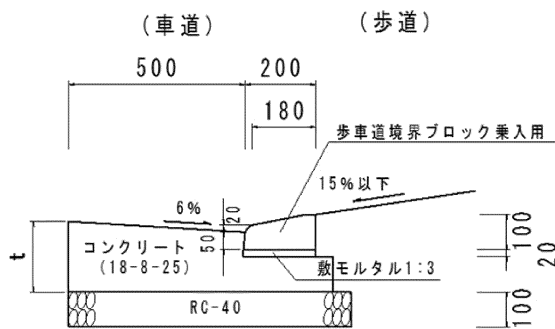 (車道)
(歩道)
500
200
180
歩車道境界ブロック乗入用
15%以下
6%
20
50
100
20
t
コンクリート
(18-8-25)
敷モルタル1:3
RC-40
100